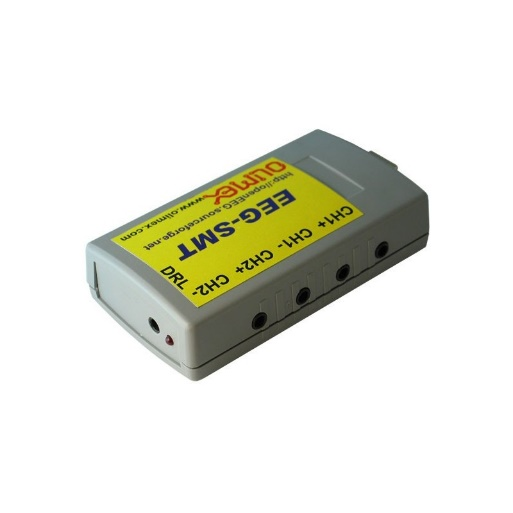 OLIMEX
www.olimex.com
http://openEEG.sourceforge.net
EEG-SMT
CH1+ CH1- CH2+ CH2-
DRL